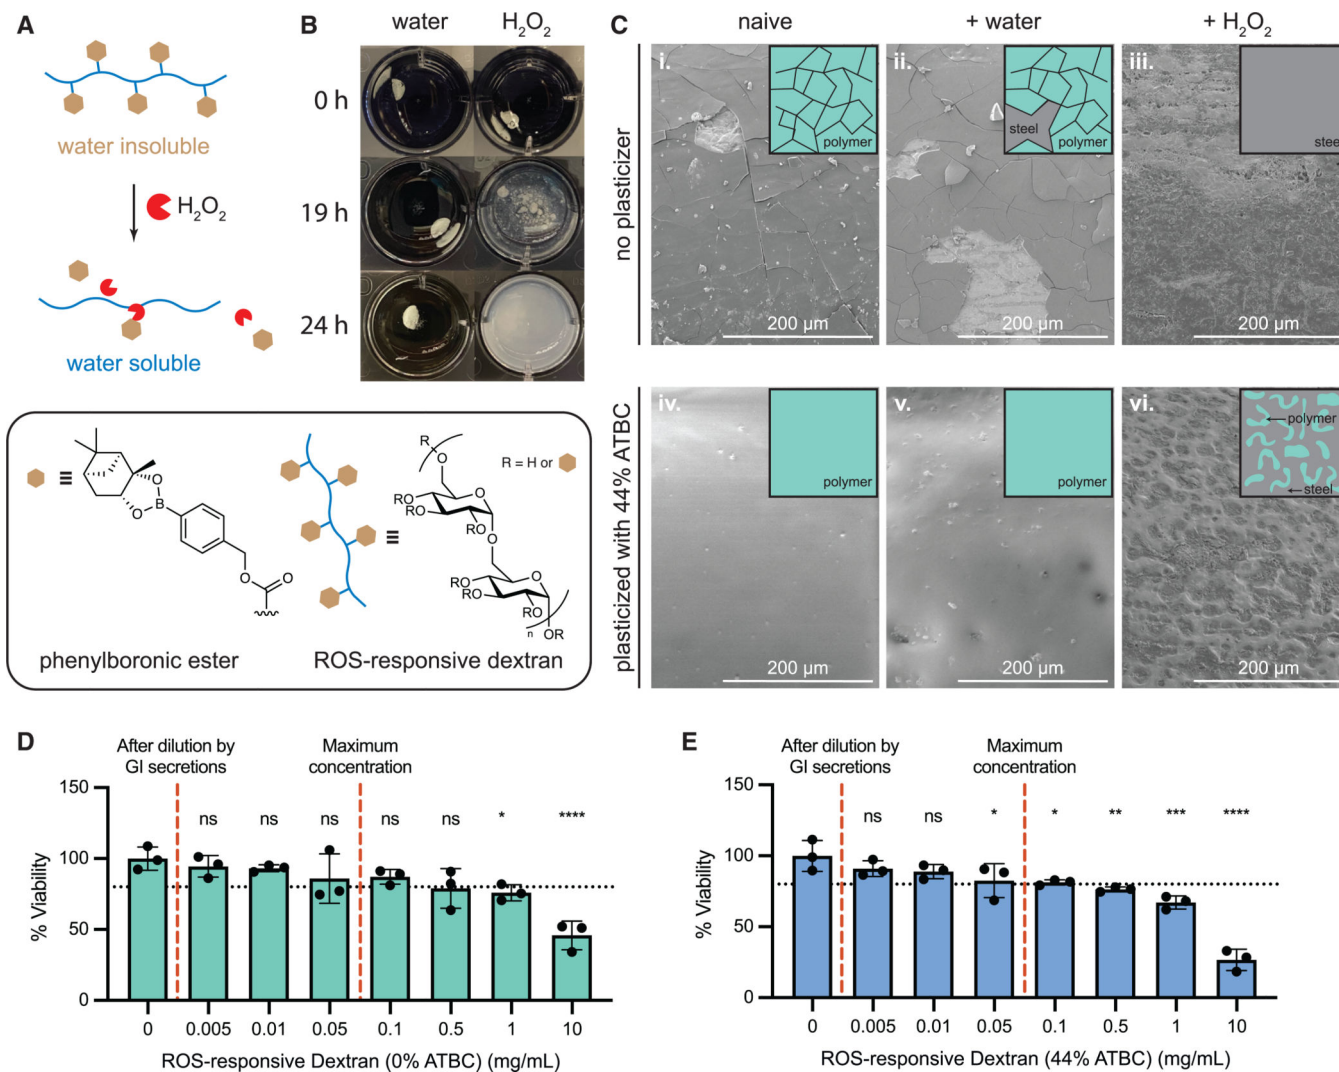 A
water insoluble
H₂O₂
water soluble
B
water
H₂O₂
0 h
19 h
24 h
C
naive
+ water
+ H₂O₂
no plasticizer
i.
polymer
200 µm
ii.
steel
polymer
200 µm
iii.
steel
200 µm
plasticized with 44% ATBC
iv.
polymer
200 µm
v.
polymer
200 µm
vi.
polymer
steel
200 µm
O
O
B
O
O
phenylboronic ester
R = H or
R
O
O
RO
RO
RO
O
O
RO
RO
RO
n
OR
ROS-responsive dextran
D
After dilution by
GI secretions
Maximum
concentration
ns
ns
ns
ns
ns
*
****
% Viability
150
100
50
0
0
0.005
0.01
0.05
0.1
0.5
1
10
ROS-responsive Dextran (0% ATBC) (mg/mL)
E
After dilution by
GI secretions
Maximum
concentration
ns
ns
*
*
**
***
****
% Viability
150
100
50
0
0
0.005
0.01
0.05
0.1
0.5
1
10
ROS-responsive Dextran (44% ATBC) (mg/mL)